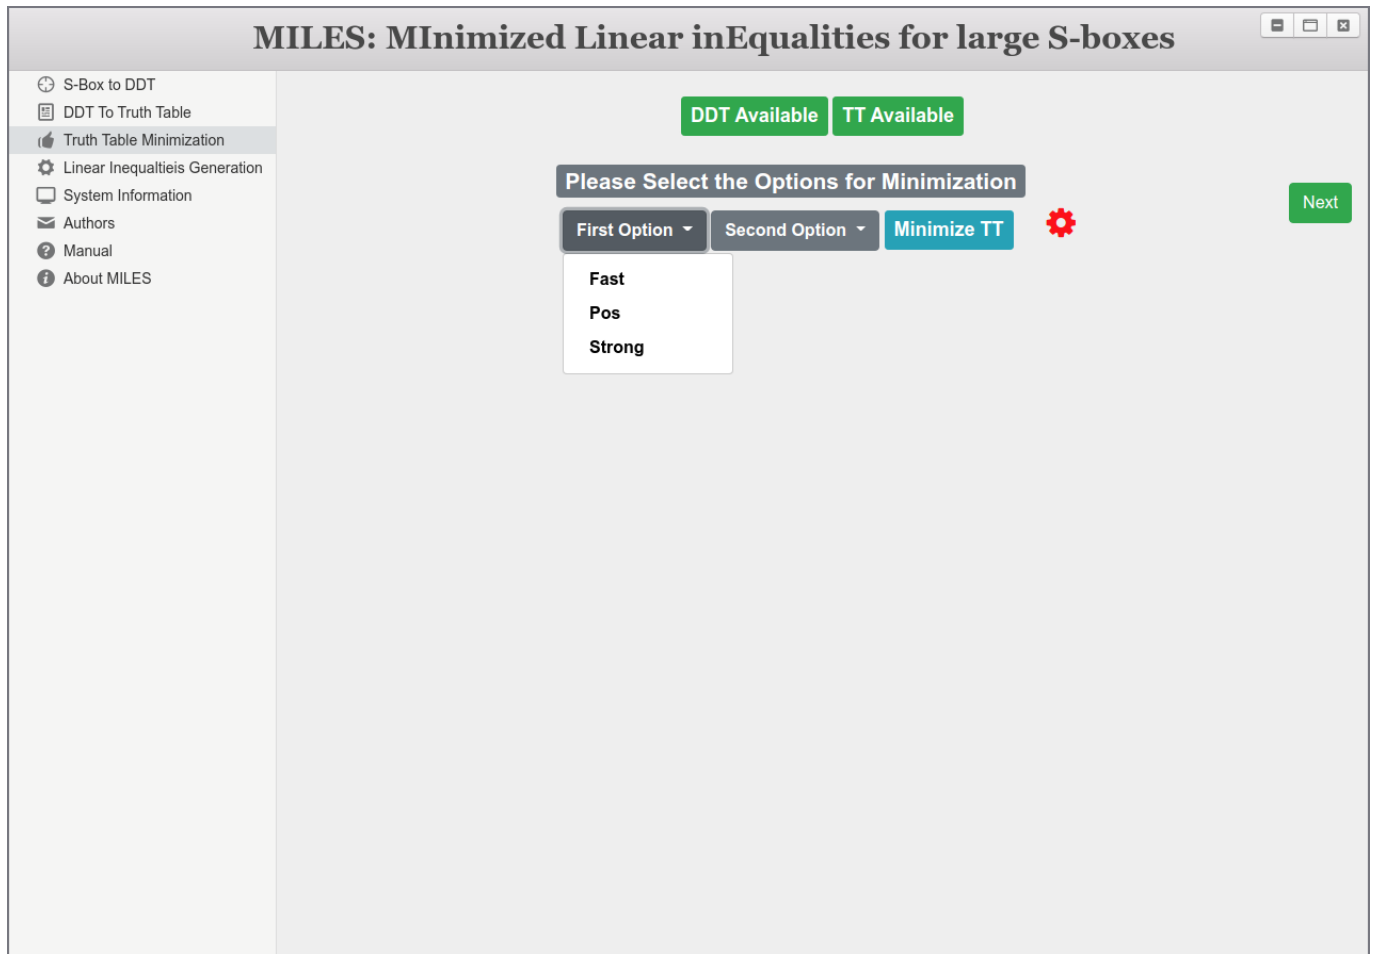 MILES: MInimized Linear inEqualities for large S-boxes
S-Box to DDT
DDT To Truth Table
Truth Table Minimization
Linear Inequaltieis Generation
System Information
Authors
Manual
About MILES
DDT Available TT Available
Please Select the Options for Minimization
First Option Second Option Minimize TT
Next
Fast
Pos
Strong